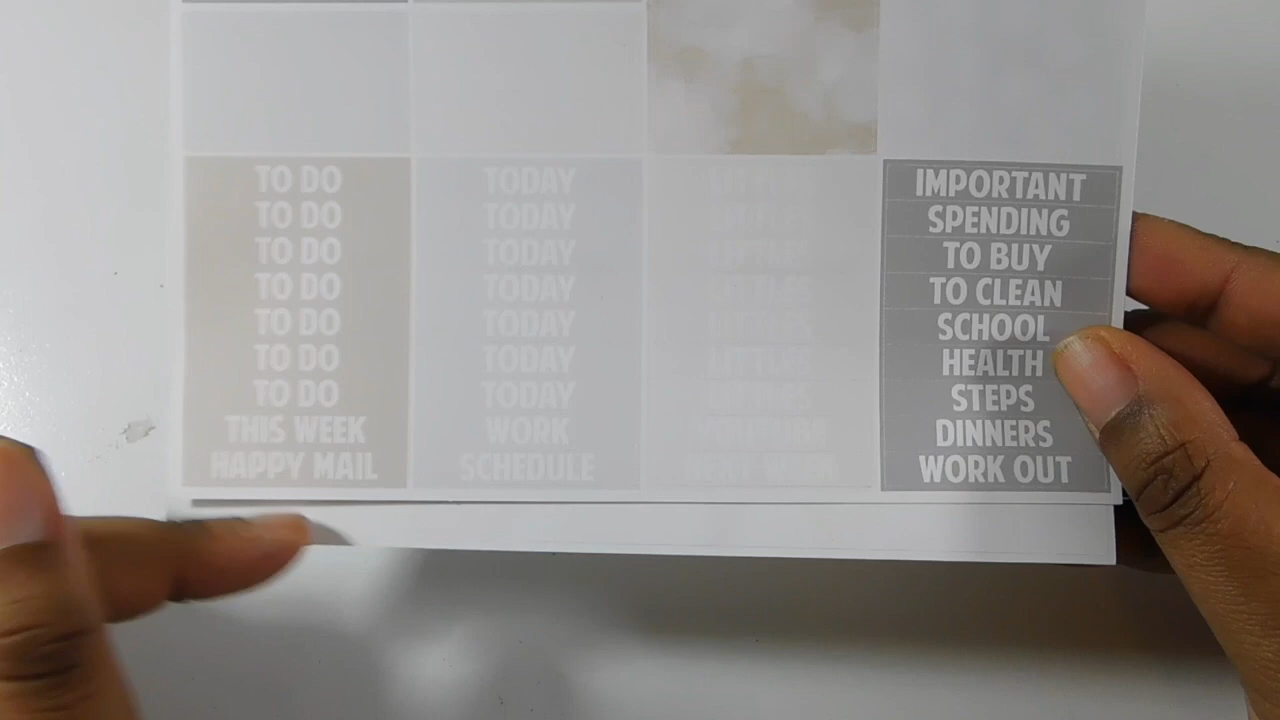 TO DO
TO DO
TO DO
TO DO
TO DO
TO DO
TO DO
THIS WEEK
HAPPY MAIL
TODAY
TODAY
TODAY
TODAY
TODAY
TODAY
TODAY
WORK
SCHEDULE
IMPORTANT
SPENDING
TO BUY
TO CLEAN
SCHOOL
HEALTH
STEPS
DINNERS
WORK OUT